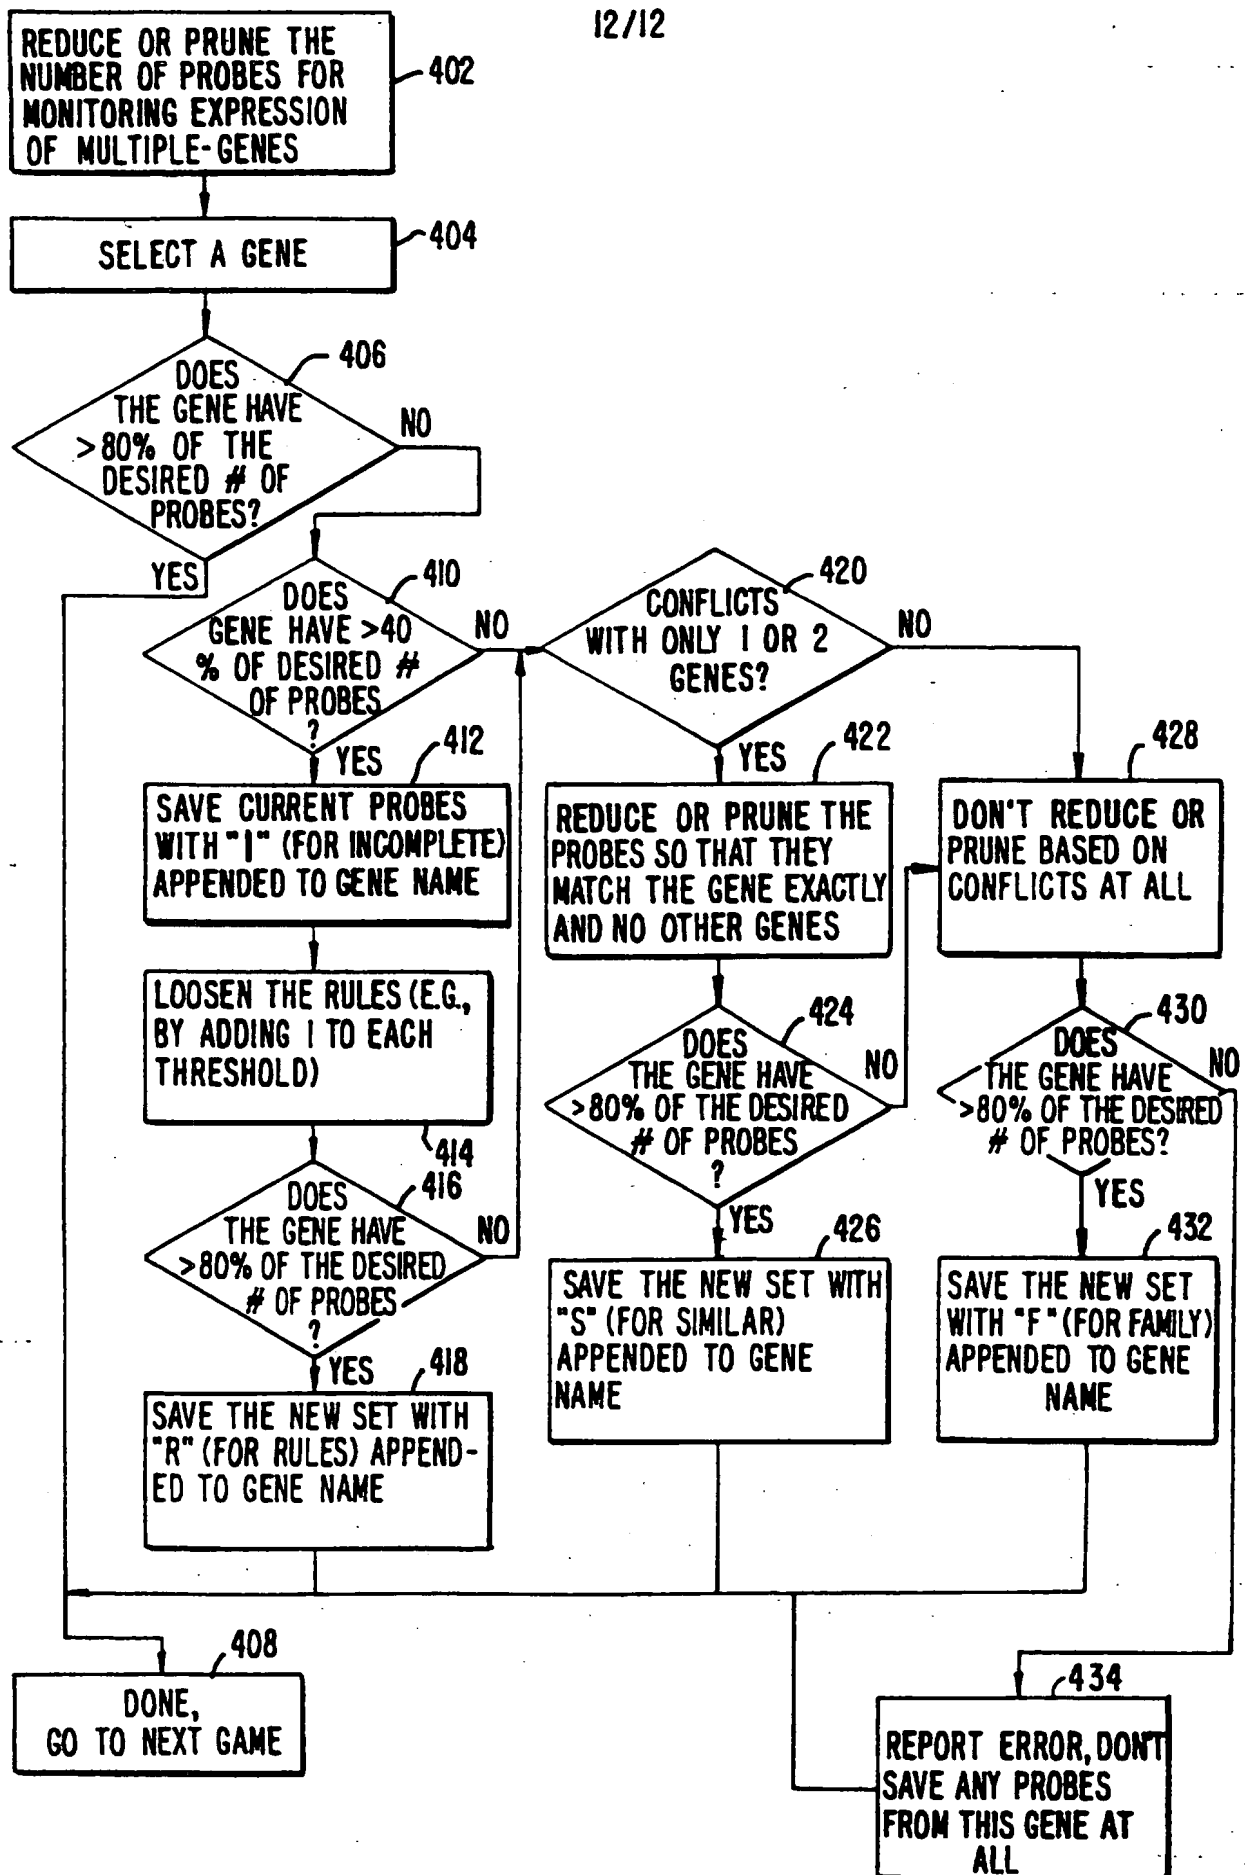 12/12
REDUCE OR PRUNE THE
NUMBER OF PROBES FOR
MONITORING EXPRESSION
OF MULTIPLE-GENES
402
SELECT A GENE
404
DOES
THE GENE HAVE
>80% OF THE
DESIRED # OF
PROBES?
406
NO
YES
DOES
GENE HAVE >40
% OF DESIRED #
OF PROBES
?
410
NO
YES
SAVE CURRENT PROBES
WITH "I" (FOR INCOMPLETE)
APPENDED TO GENE NAME
412
LOOSEN THE RULES (E.G.,
BY ADDING 1 TO EACH
THRESHOLD)
414
DOES
THE GENE HAVE
>80% OF THE DESIRED
# OF PROBES
?
416
NO
YES
SAVE THE NEW SET WITH
"R" (FOR RULES) APPEND-
ED TO GENE NAME
418
CONFLICTS
WITH ONLY 1 OR 2
GENES?
420
NO
YES
REDUCE OR PRUNE THE
PROBES SO THAT THEY
MATCH THE GENE EXACTLY
AND NO OTHER GENES
422
DOES
THE GENE HAVE
>80% OF THE DESIRED
# OF PROBES
?
424
NO
YES
SAVE THE NEW SET WITH
"S" (FOR SIMILAR)
APPENDED TO GENE
NAME
426
DON'T REDUCE OR
PRUNE BASED ON
CONFLICTS AT ALL
428
DOES
THE GENE HAVE
>80% OF THE DESIRED
# OF PROBES?
430
NO
YES
SAVE THE NEW SET
WITH "F" (FOR FAMILY)
APPENDED TO GENE
NAME
432
DONE,
GO TO NEXT GAME
408
REPORT ERROR, DON'T
SAVE ANY PROBES
FROM THIS GENE AT
ALL
434